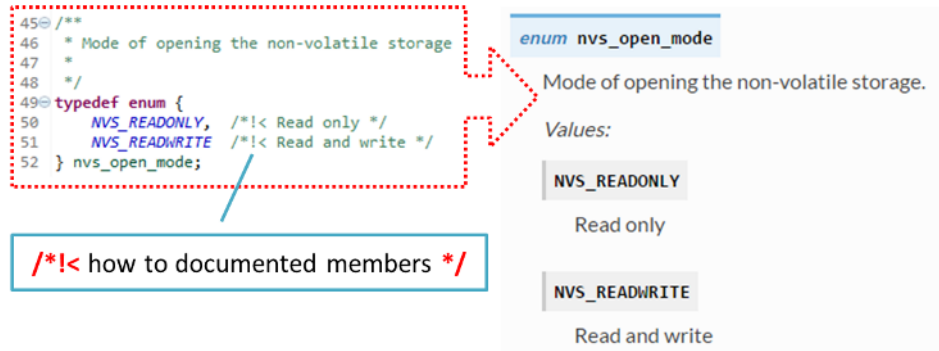 45 /**
46  * Mode of opening the non-volatile storage
47  *
48  */
49 typedef enum {
50     NVS_READONLY,  /*!< Read only */
51     NVS_READWRITE  /*!< Read and write */
52 } nvs_open_mode;
/*!< how to documented members */
enum nvs_open_mode
Mode of opening the non-volatile storage.
Values:
NVS_READONLY
Read only
NVS_READWRITE
Read and write